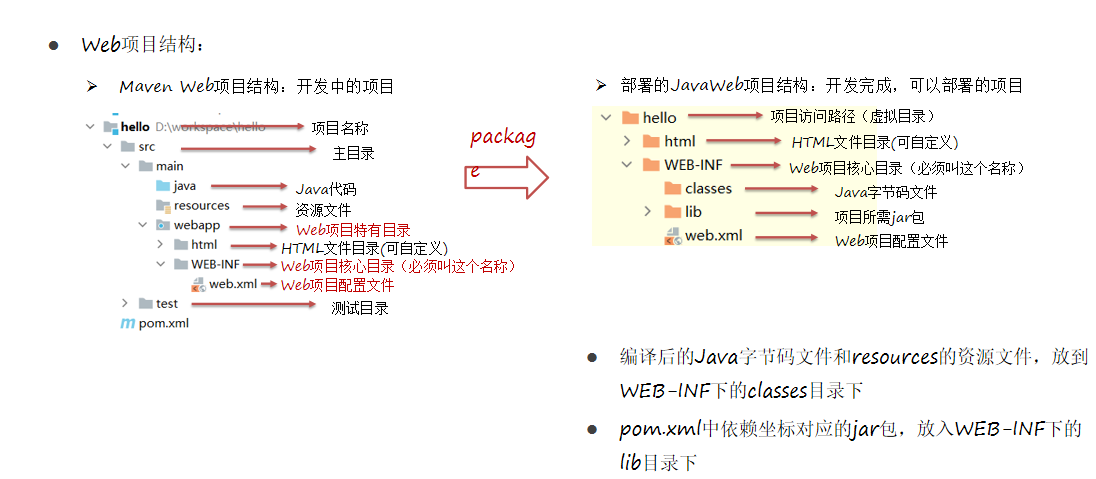 Web项目结构：
Maven Web项目结构：开发中的项目
hello D:\workspace\hello 项目名称
src 主目录
main
java Java代码
resources 资源文件
webapp Web项目特有目录
html HTML文件目录(可自定义)
WEB-INF Web项目核心目录（必须叫这个名称）
web.xml Web项目配置文件
test 测试目录
pom.xml
packag
e
部署的JavaWeb项目结构：开发完成，可以部署的项目
hello 项目访问路径（虚拟目录）
html HTML文件目录(可自定义)
WEB-INF Web项目核心目录（必须叫这个名称）
classes Java字节码文件
lib 项目所需jar包
web.xml Web项目配置文件
编译后的Java字节码文件和resources的资源文件，放到
WEB-INF下的classes目录下
pom.xml中依赖坐标对应的jar包，放入WEB-INF下的
lib目录下